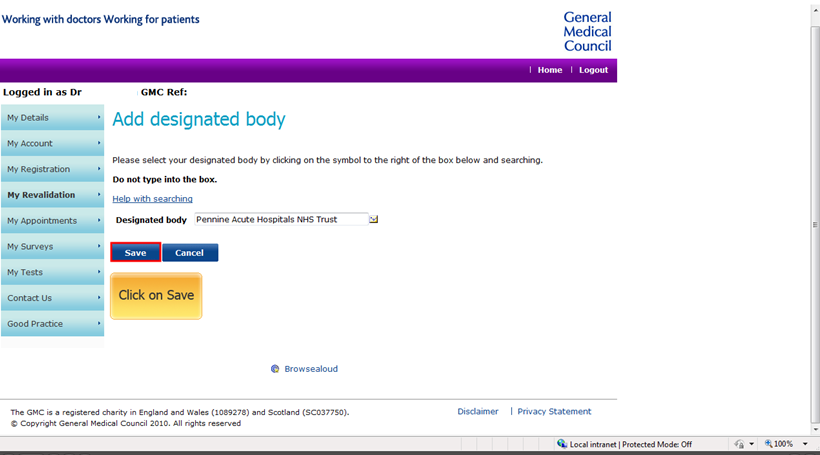 Working with doctors Working for patients
General
Medical
Council
Home
Logout
Logged in as Dr
GMC Ref:
My Details
My Account
My Registration
My Revalidation
My Appointments
My Surveys
My Tests
Contact Us
Good Practice
Add designated body
Please select your designated body by clicking on the symbol to the right of the box below and searching.
Do not type into the box.
Help with searching
Designated body Pennine Acute Hospitals NHS Trust
Save Cancel
Click on Save
Browsealoud
The GMC is a registered charity in England and Wales (1089278) and Scotland (SC037750).
© Copyright General Medical Council 2010. All rights reserved
Disclaimer | Privacy Statement
Local intranet | Protected Mode: Off
100%